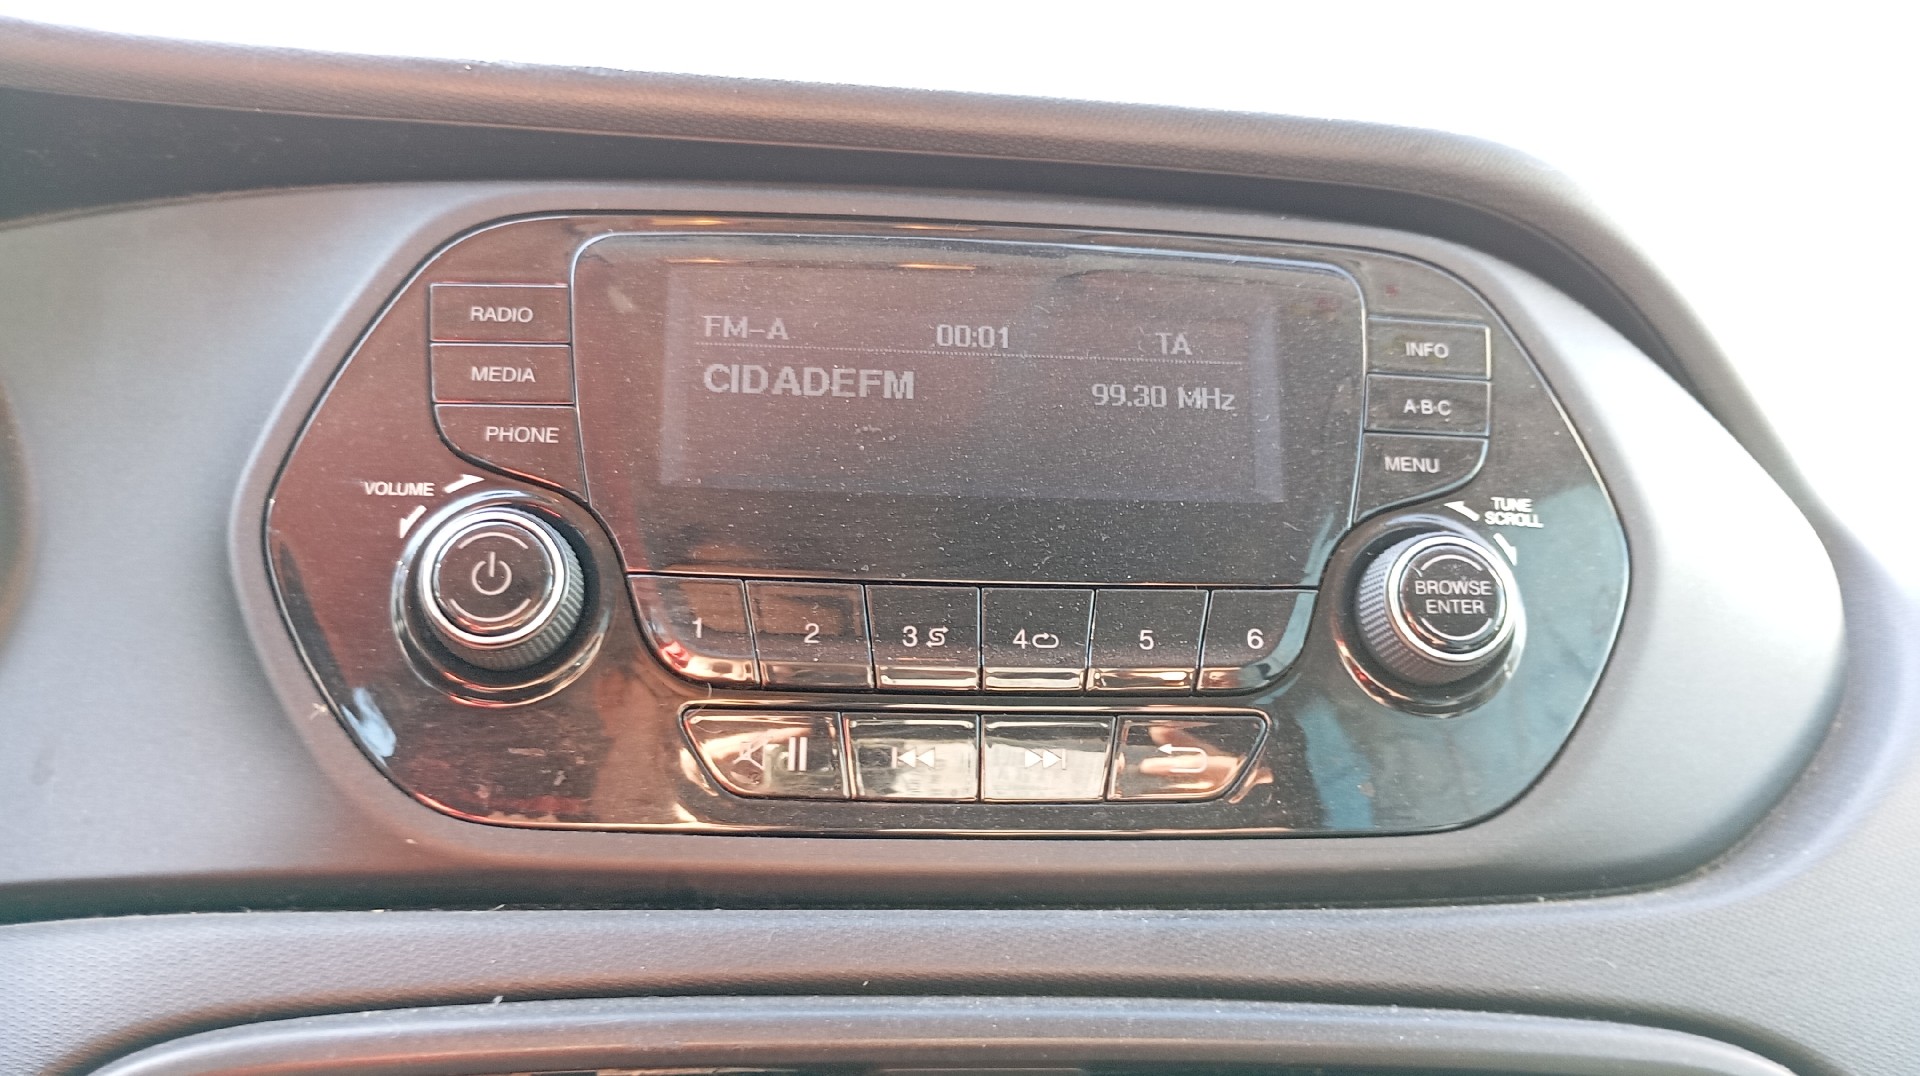 RADIO
MEDIA
PHONE
VOLUME
FM-A 00:01 TA
CIDADEFM 99.30 MHz
INFO
A·B·C
MENU
TUNE
SCROLL
BROWSE
ENTER
1 2 3 4 5 6